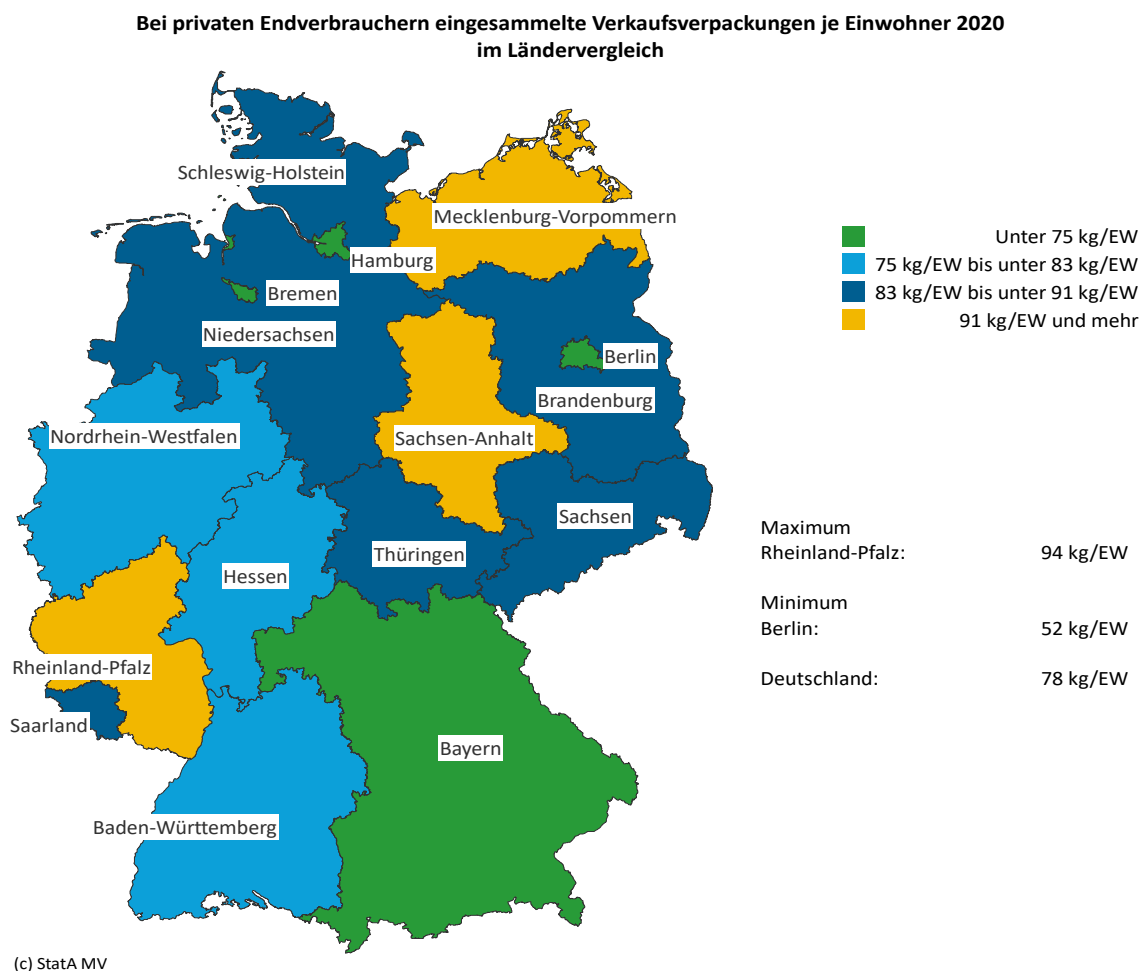 Bei privaten Endverbrauchern eingesammelte Verkaufsverpackungen je Einwohner 2020
im Ländervergleich
Schleswig-Holstein
Mecklenburg-Vorpommern
Hamburg
Bremen
Niedersachsen
Berlin
Brandenburg
Nordrhein-Westfalen
Sachsen-Anhalt
Sachsen
Thüringen
Hessen
Rheinland-Pfalz
Saarland
Bayern
Baden-Württemberg
Unter 75 kg/EW
75 kg/EW bis unter 83 kg/EW
83 kg/EW bis unter 91 kg/EW
91 kg/EW und mehr
Maximum
Rheinland-Pfalz: 94 kg/EW
Minimum
Berlin: 52 kg/EW
Deutschland: 78 kg/EW
(c) StatA MV